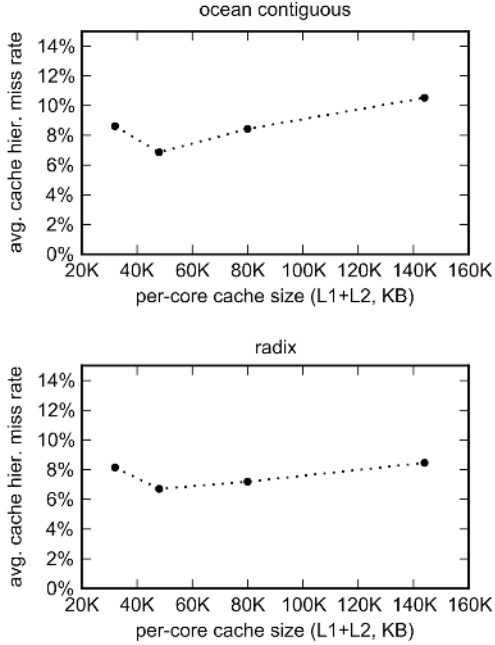 ocean contiguous
avg. cache hier. miss rate
14%
12%
10%
8%
6%
4%
2%
0%
20K 40K 60K 80K 100K 120K 140K 160K
per-core cache size (L1+L2, KB)
radix
avg. cache hier. miss rate
14%
12%
10%
8%
6%
4%
2%
0%
20K 40K 60K 80K 100K 120K 140K 160K
per-core cache size (L1+L2, KB)